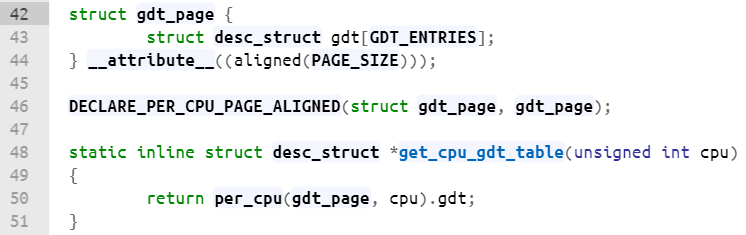 42 struct gdt_page {
43         struct desc_struct gdt[GDT_ENTRIES];
44 } __attribute__((aligned(PAGE_SIZE)));
45
46 DECLARE_PER_CPU_PAGE_ALIGNED(struct gdt_page, gdt_page);
47
48 static inline struct desc_struct *get_cpu_gdt_table(unsigned int cpu)
49 {
50         return per_cpu(gdt_page, cpu).gdt;
51 }